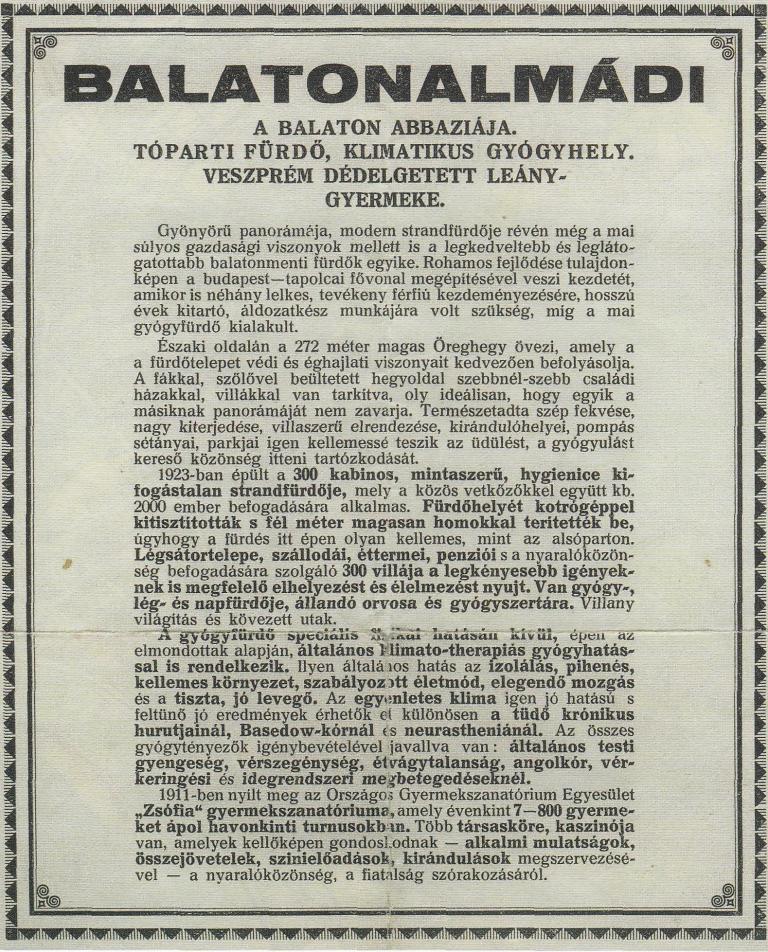 BALATONALMÁDI
A BALATON ABBAZIÁJA.
TÓPARTI FÜRDŐ, KLIMATIKUS GYÓGYHELY.
VESZPRÉM DÉDELGETETT LEÁNY-
GYERMEKE.
Gyönyörű panorámája, modern strandfürdője révén még a mai
súlyos gazdasági viszonyok mellett is a legkedveltebb és legláto-
gatottabb balatonmenti fürdők egyike. Rohamos fejlődése tulajdon-
képen a budapest—tapolcai fővonal megépítésével veszi kezdetét,
amikor is néhány lelkes, tevékeny férfiú kezdeményezésére, hosszú
évek kitartó, áldozatkész munkájára volt szükség, míg a mai
gyógyfürdő kialakult.
Északi oldalán a 272 méter magas Öreghegy övezi, amely a
a fürdőtelepet védi és éghajlati viszonyait kedvezően befolyásolja.
A fákkal, szőlővel beültetett hegyoldal szebbnél-szebb családi
házakkal, villákkal van tarkítva, oly ideálisan, hogy egyik a
másiknak panorámáját nem zavarja. Természetadta szép fekvése,
nagy kiterjedése, villaszerű elrendezése, kirándulóhelyei, pompás
sétányai, parkjai igen kellemessé teszik az üdülést, a gyógyulást
kereső közönség itteni tartózkodását.
1923-ban épült a 300 kabinos, mintaszerű, hygienice ki-
fogástalan strandfürdője, mely a közös vetkőzőkkel együtt kb.
2000 ember befogadására alkalmas. Fürdőhelyét kotrógéppel
kitisztították s fél méter magasan homokkal terítették be,
úgyhogy a fürdés itt épen olyan kellemes, mint az alsóparton.
Légsátortelepe, szállodái, éttermei, penziói s a nyaralóközön-
ség befogadására szolgáló 300 villája a legkényesebb igények-
nek is megfelelő elhelyezést és élelmezést nyujt. Van gyógy-,
lég- és napfürdője, állandó orvosa és gyógyszertára. Villany
világítás és kövezett utak.
A gyógyfürdő speciális fizikai hatásán kívül, épen az
elmondottak alapján, általános klimato-therapiás gyógyhatás-
sal is rendelkezik. Ilyen általános hatás az izolálás, pihenés,
kellemes környezet, szabályozott életmód, elegendő mozgás
és a tiszta, jó levegő. Az egyenletes klima igen jó hatású s
feltünő jó eredmények érhetők el különösen a tüdő krónikus
hurutjainál, Basedow-kórnál és neurastheniánál. Az összes
gyógytényezők igénybevételével javallva van: általános testi
gyengeség, vérszegénység, étvágytalanság, angolkór, vér-
keringési és idegrendszeri megbetegedéseknél.
1911-ben nyilt meg az Országos Gyermekszanatórium Egyesület
„Zsófia“ gyermekszanatóriuma, amely évenkint 7—800 gyerme-
ket ápol havonkinti turnusokban. Több társasköre, kaszinója
van, amelyek kellőképen gondoskodnak — alkalmi mulatságok,
összejövetelek, szinielőadások, kirándulások megszervezésé-
vel — a nyaralóközönség, a fiatalság szórakozásáról.